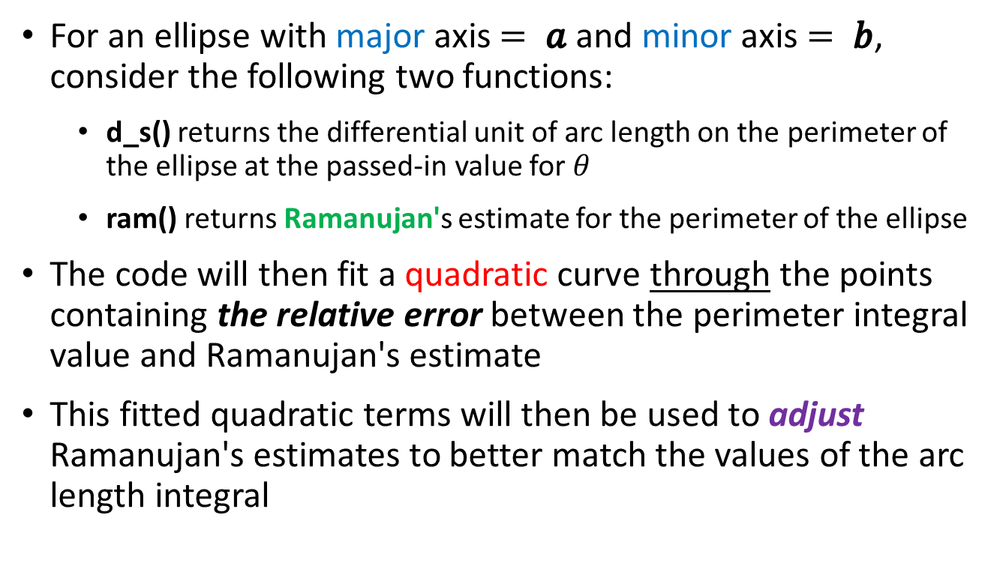 • For an ellipse with major axis = a and minor axis = b,
consider the following two functions:
• d_s() returns the differential unit of arc length on the perimeter of
the ellipse at the passed-in value for θ
• ram() returns Ramanujan's estimate for the perimeter of the ellipse
• The code will then fit a quadratic curve through the points
containing the relative error between the perimeter integral
value and Ramanujan's estimate
• This fitted quadratic terms will then be used to adjust
Ramanujan's estimates to better match the values of the arc
length integral